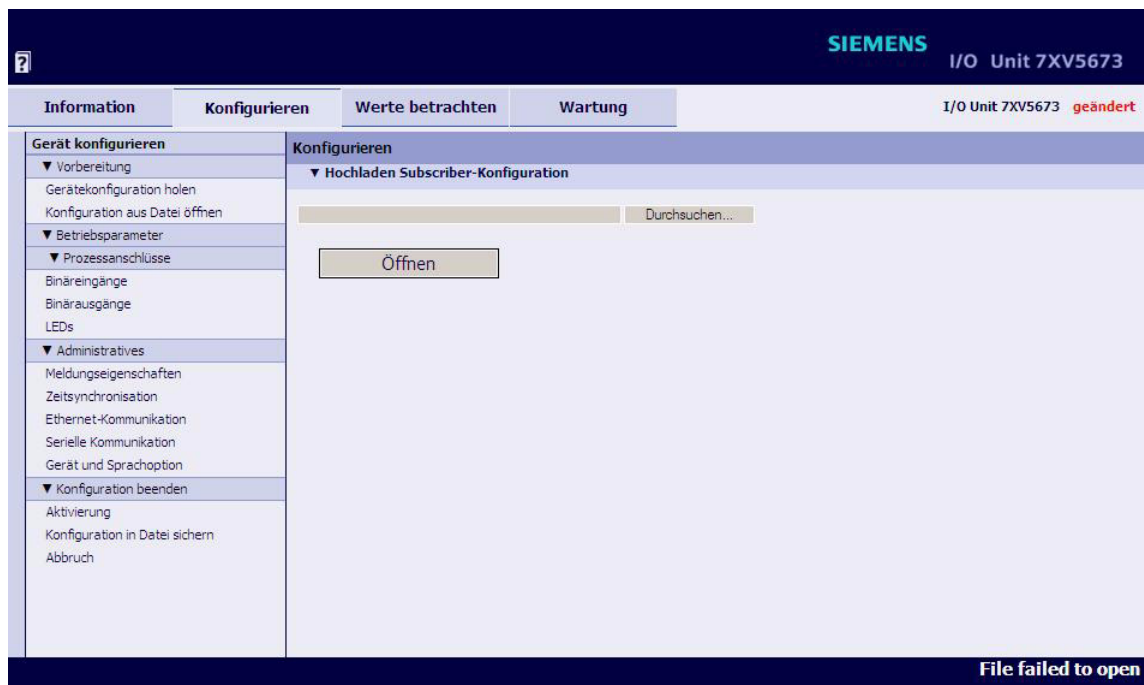 SIEMENS
?
I/O Unit 7XV5673
Information
Konfigurieren
Werte betrachten
Wartung
I/O Unit 7XV5673 geändert
Gerät konfigurieren
▼ Vorbereitung
Gerätekonfiguration holen
Konfiguration aus Datei öffnen
▼ Betriebsparameter
▼ Prozessanschlüsse
Binäreingänge
Binärausgänge
LEDs
▼ Administratives
Meldungseigenschaften
Zeitsynchronisation
Ethernet-Kommunikation
Serielle Kommunikation
Gerät und Sprachoption
▼ Konfiguration beenden
Aktivierung
Konfiguration in Datei sichern
Abbruch
Konfigurieren
▼ Hochladen Subscriber-Konfiguration
Durchsuchen...
Öffnen
File failed to open